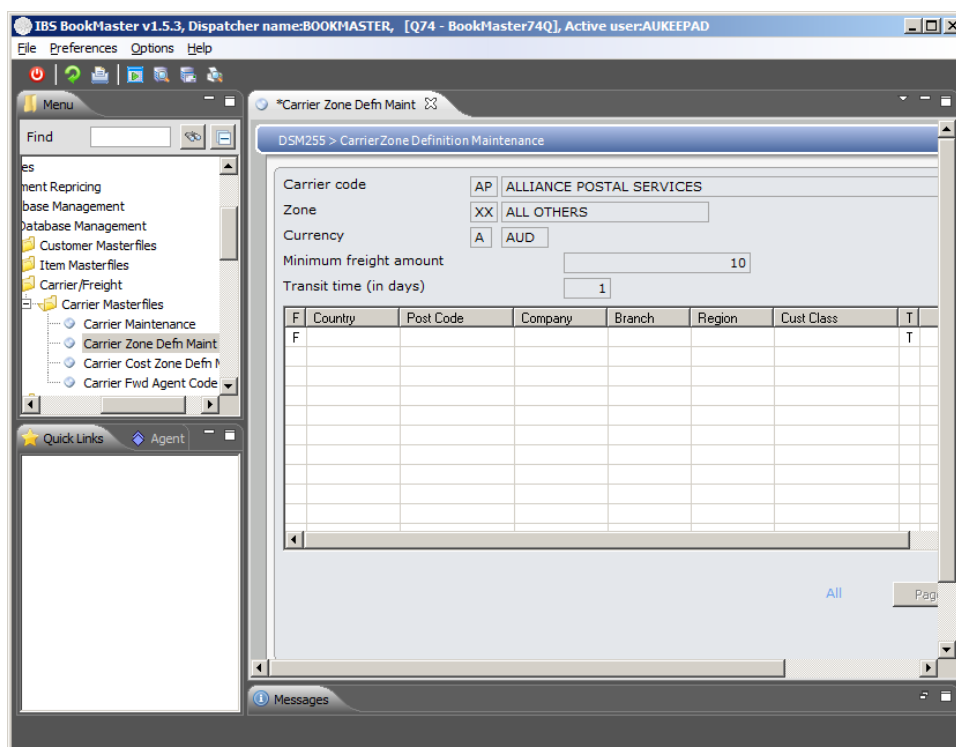 IBS BookMaster v1.5.3, Dispatcher name:BOOKMASTER, [Q74 - BookMaster74Q], Active user:AUKEEPAD
File Preferences Options Help
Menu
*Carrier Zone Defn Maint
Find
DSM255 > CarrierZone Definition Maintenance
es
ment Repricing
base Management
Database Management
Customer Masterfiles
Item Masterfiles
Carrier/Freight
Carrier Masterfiles
Carrier Maintenance
Carrier Zone Defn Maint
Carrier Cost Zone Defn M
Carrier Fwd Agent Code
Carrier code AP ALLIANCE POSTAL SERVICES
Zone XX ALL OTHERS
Currency A AUD
Minimum freight amount 10
Transit time (in days) 1
F Country Post Code Company Branch Region Cust Class T
F T
Quick Links Agent
All Page
Messages